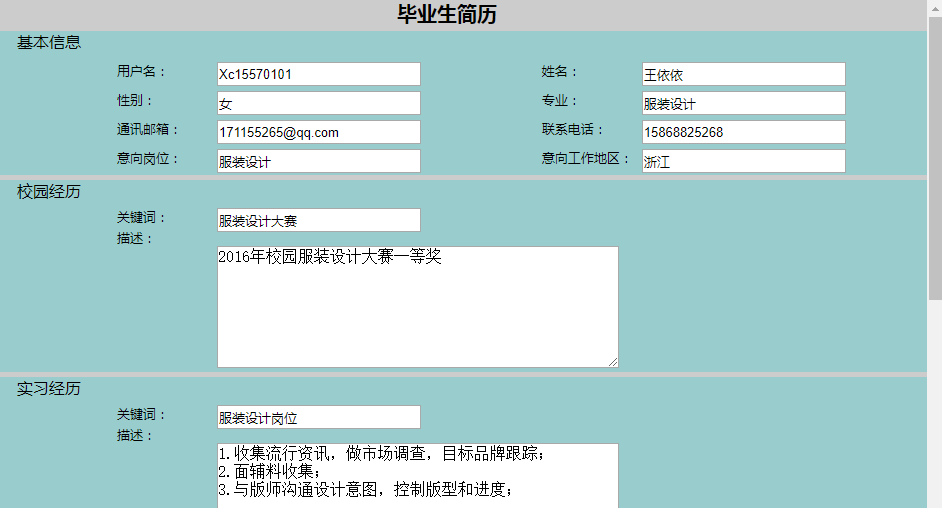 毕业生简历
基本信息
用户名： Xc15570101 姓名： 王依依
性别： 女 专业： 服装设计
通讯邮箱： 171155265@qq.com 联系电话： 15868825268
意向岗位： 服装设计 意向工作地区： 浙江
校园经历
关键词： 服装设计大赛
描述：
2016年校园服装设计大赛一等奖
实习经历
关键词： 服装设计岗位
描述：
1.收集流行资讯，做市场调查，目标品牌跟踪；
2.面辅料收集；
3.与版师沟通设计意图，控制版型和进度；